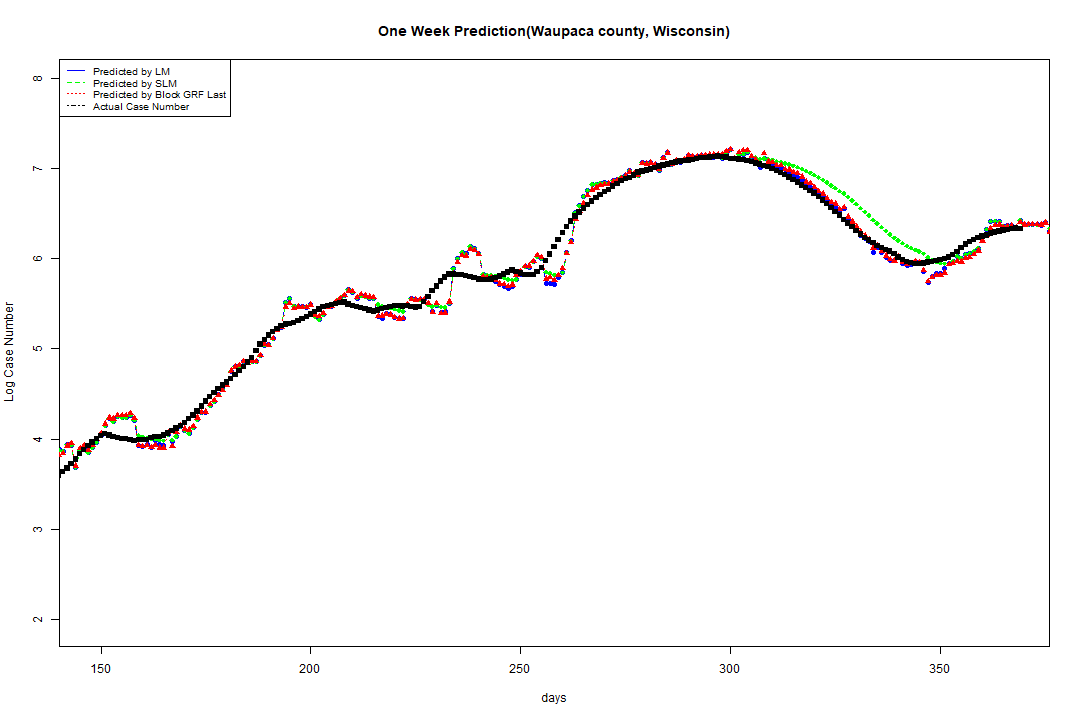 One Week Prediction(Waupaca county, Wisconsin)
Predicted by LM
Predicted by SLM
Predicted by Block GRF Last
Actual Case Number
8
7
6
5
4
3
2
Log Case Number
150 200 250 300 350
days